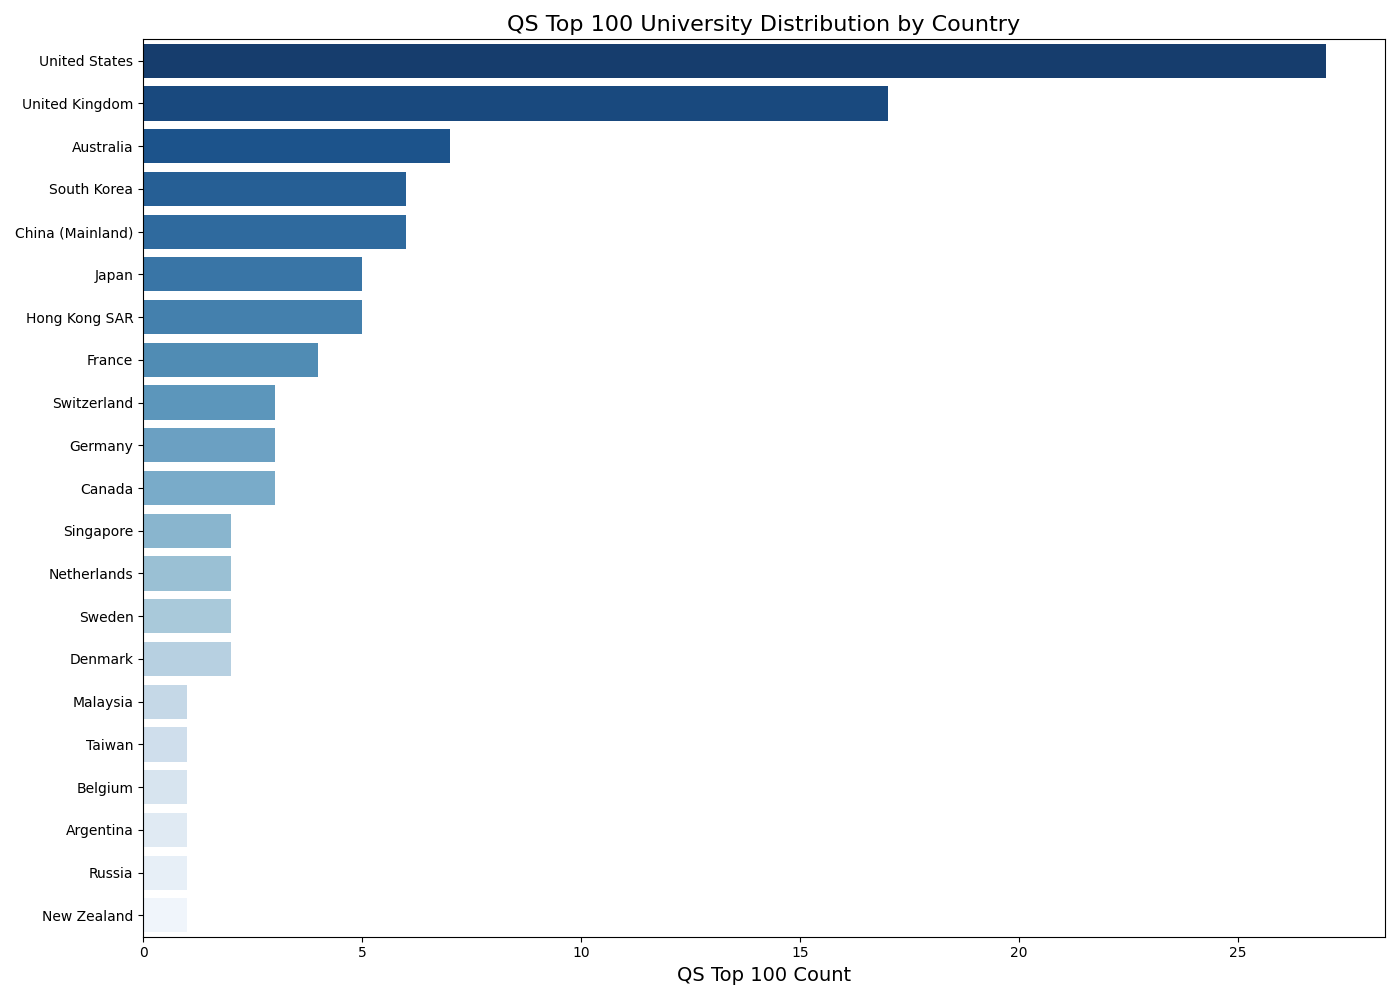 QS Top 100 University Distribution by Country
United States
United Kingdom
Australia
South Korea
China (Mainland)
Japan
Hong Kong SAR
France
Switzerland
Germany
Canada
Singapore
Netherlands
Sweden
Denmark
Malaysia
Taiwan
Belgium
Argentina
Russia
New Zealand
0 5 10 15 20 25
QS Top 100 Count